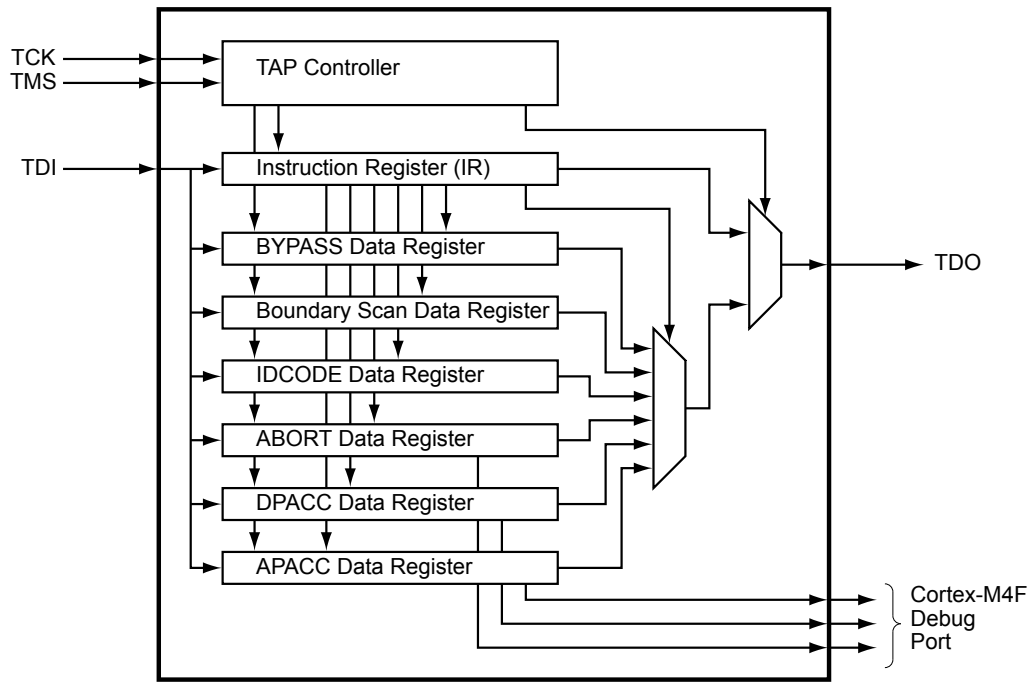 TCK
TMS
TAP Controller
TDI
Instruction Register (IR)
BYPASS Data Register
Boundary Scan Data Register
IDCODE Data Register
ABORT Data Register
DPACC Data Register
APACC Data Register
TDO
Cortex-M4F
Debug
Port